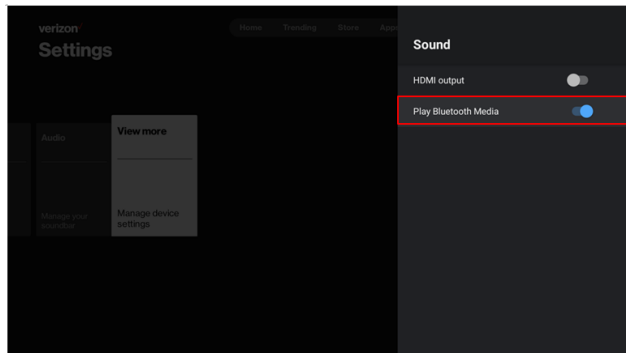 verizon
Settings
Home Trending Store Apps
Audio
Manage your
soundbar
View more
Manage device
settings
Sound
HDMI output
Play Bluetooth Media